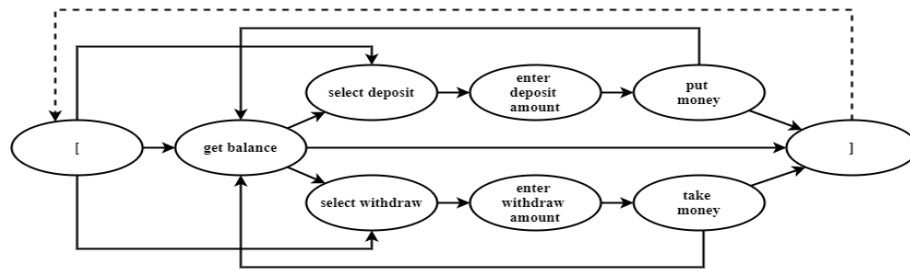 [
get balance
select deposit
enter
deposit
amount
put
money
select withdraw
enter
withdraw
amount
take
money
]